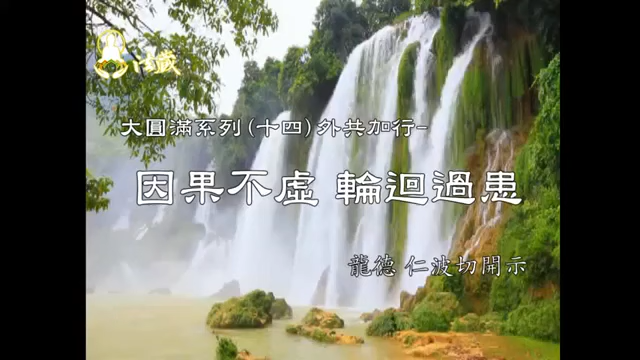 大圓滿系列(十四)外共加行-
因果不虛 輪迴過患
龍德 仁波切開示